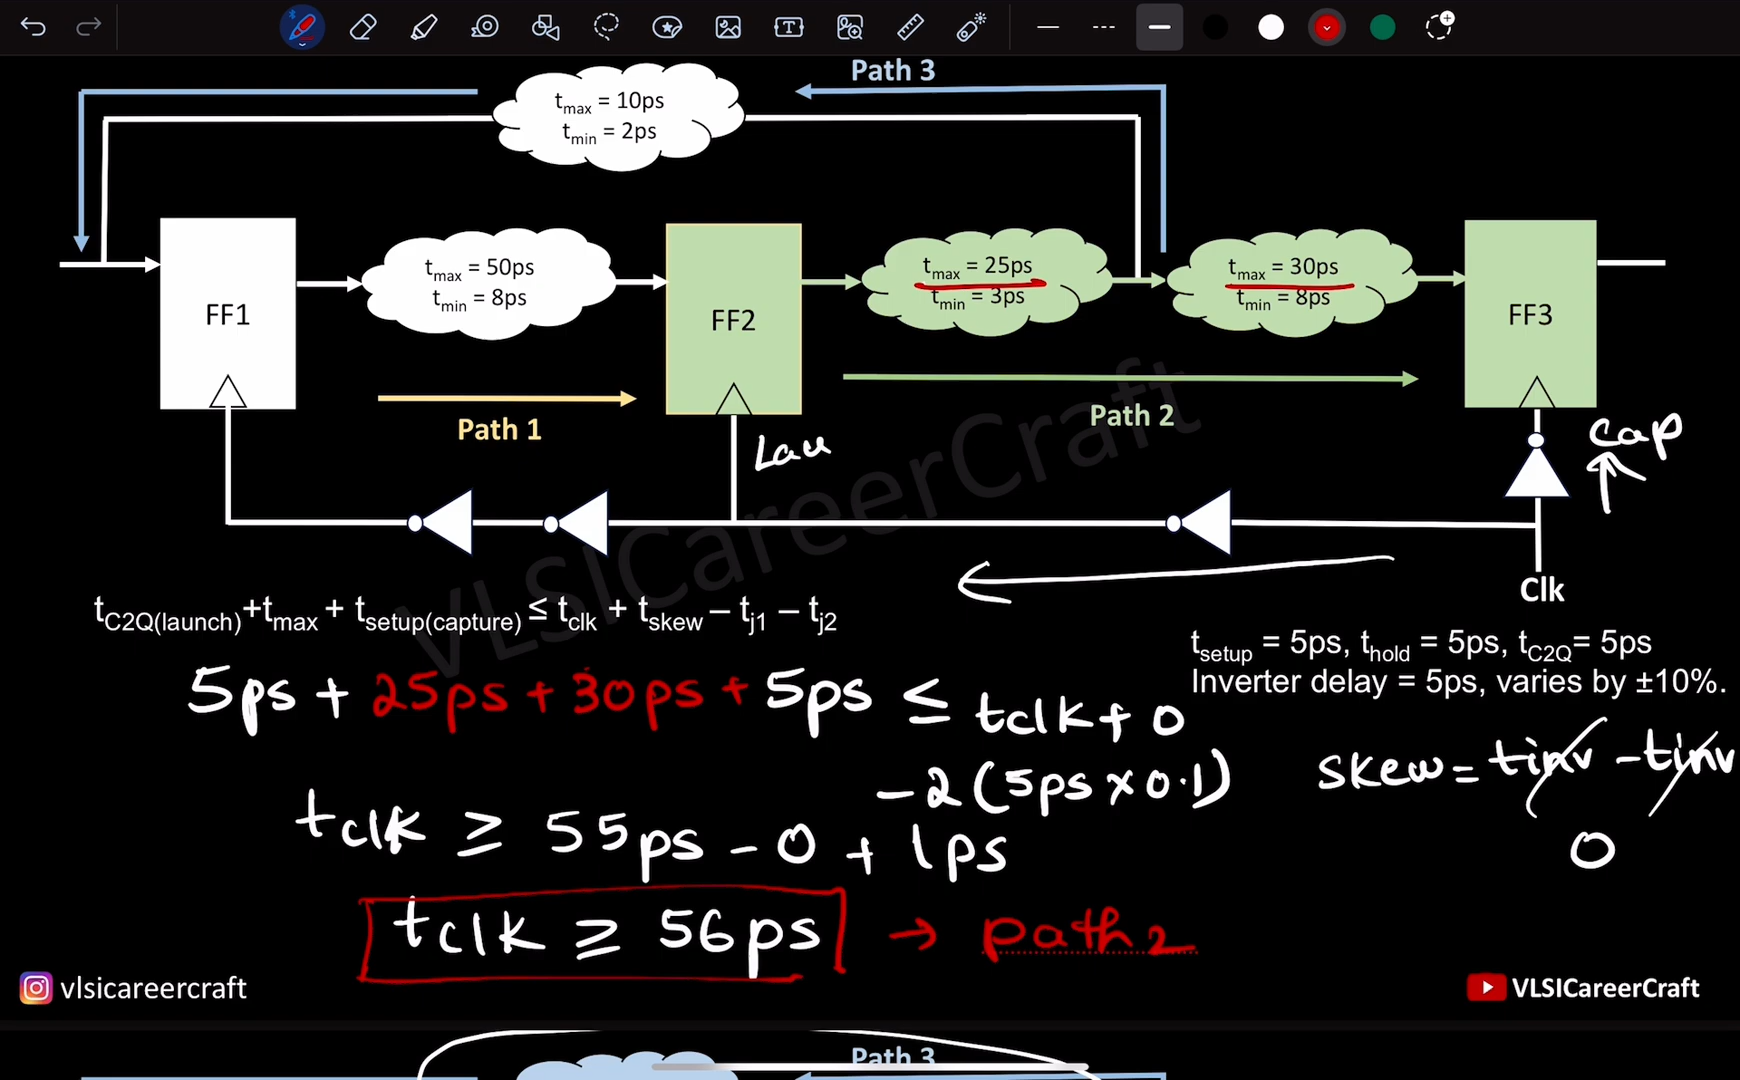 Path 3
tmax = 10ps
tmin = 2ps
FF1
tmax = 50ps
tmin = 8ps
FF2
tmax = 25ps
tmin = 3ps
tmax = 30ps
tmin = 8ps
FF3
Path 1
Path 2
Lau
Cap
VLSICareerCraft
Clk
tC2Q(launch)+tmax + tsetup(capture) ≤ tclk + tskew – tj1 – tj2
tsetup = 5ps, thold = 5ps, tC2Q= 5ps
Inverter delay = 5ps, varies by ±10%.
5ps + 25ps + 30ps + 5ps ≤ tclk + 0
-2(5ps x 0.1)
skew = tinv - tinv
0
tclk ≥ 55ps - 0 + 1ps
tclk ≥ 56ps → path 2
vlsicareercraft
VLSICareerCraft
Path 3